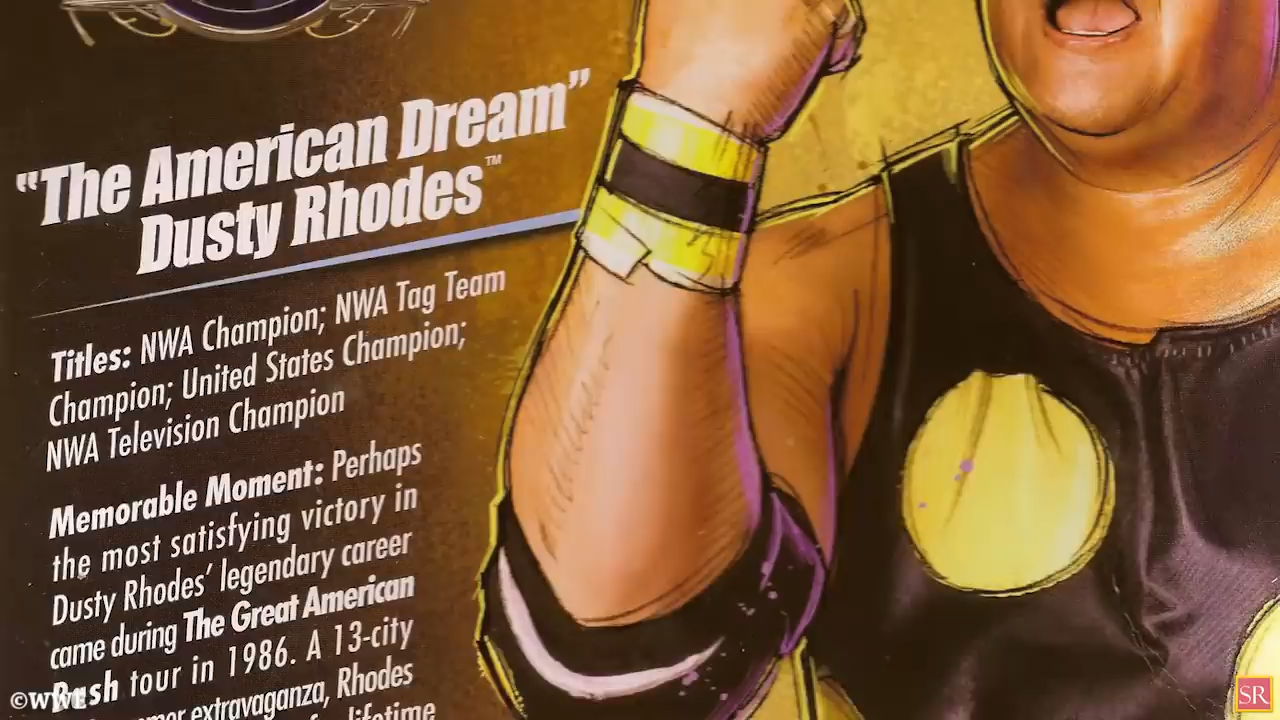 "The American Dream"
Dusty Rhodes™
Titles: NWA Champion; NWA Tag Team
Champion; United States Champion;
NWA Television Champion
Memorable Moment: Perhaps
the most satisfying victory in
Dusty Rhodes' legendary career
came during The Great American
Bash tour in 1986. A 13-city
extravaganza, Rhodes
lifetime
©WWE
SR